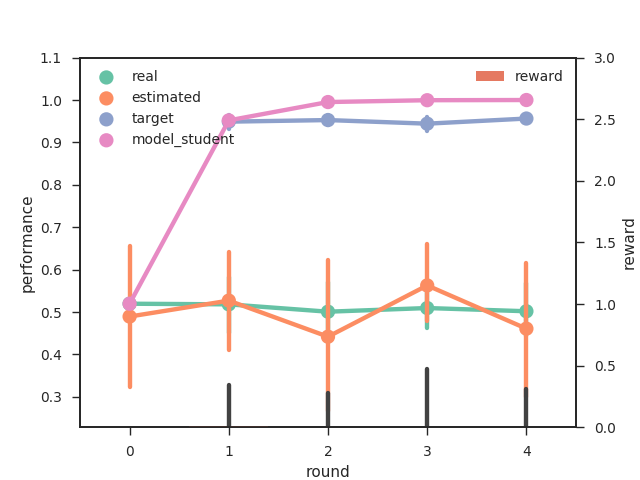 real
estimated
target
model_student
reward
1.1
1.0
0.9
0.8
0.7
0.6
0.5
0.4
0.3
performance
3.0
2.5
2.0
1.5
1.0
0.5
0.0
reward
0 1 2 3 4
round